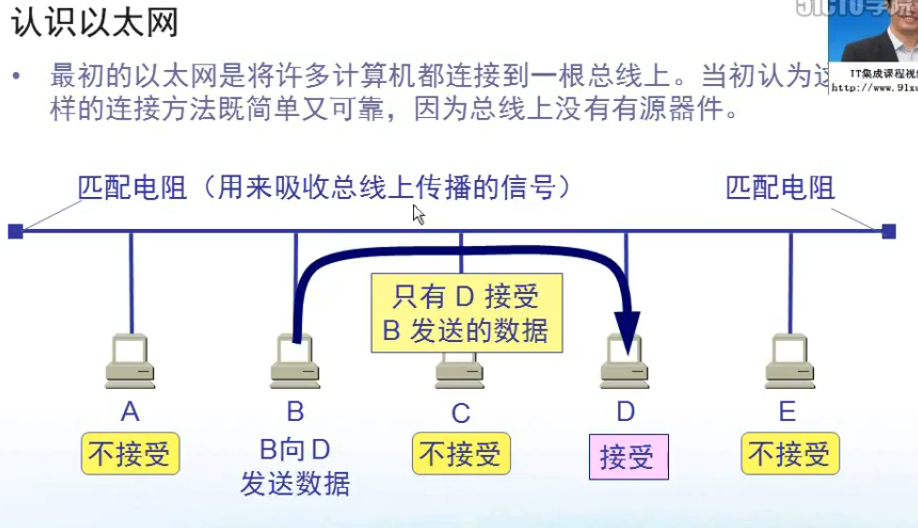 认识以太网
51CTO学院
IT集成课程视
http://www.91xu
• 最初的以太网是将许多计算机都连接到一根总线上。当初认为这
样的连接方法既简单又可靠，因为总线上没有有源器件。
匹配电阻（用来吸收总线上传播的信号）
匹配电阻
只有 D 接受
B 发送的数据
A
B
C
D
E
不接受
B向 D
发送数据
不接受
接受
不接受